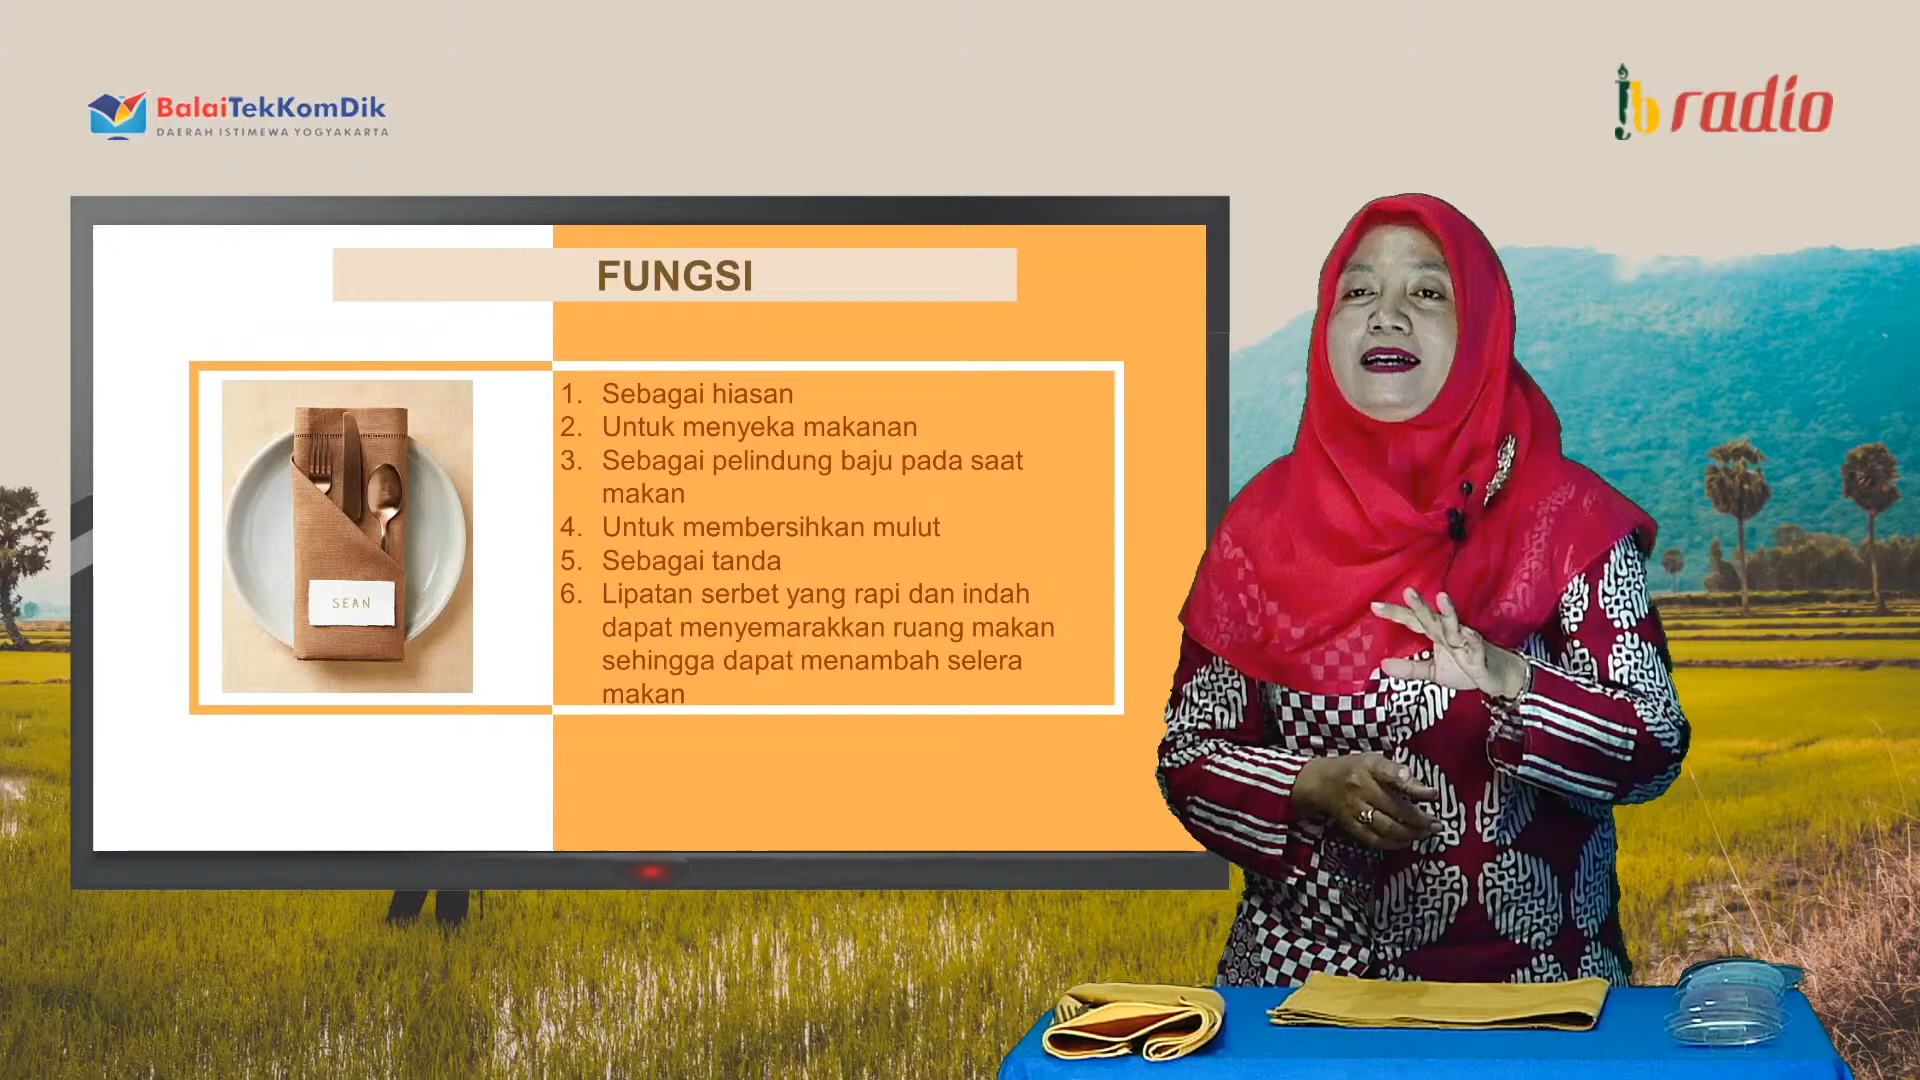 BalaiTekKomDik
DAERAH ISTIMEWA YOGYAKARTA
jb radio
FUNGSI
1. Sebagai hiasan
2. Untuk menyeka makanan
3. Sebagai pelindung baju pada saat
makan
4. Untuk membersihkan mulut
5. Sebagai tanda
6. Lipatan serbet yang rapi dan indah
dapat menyemarakkan ruang makan
sehingga dapat menambah selera
makan
SEAN